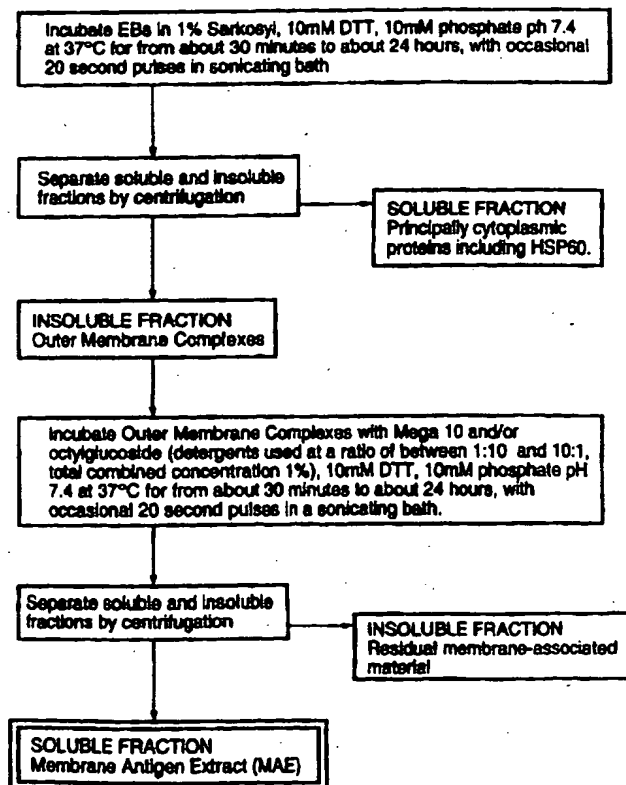 Incubate EBs in 1% Sarkosyl, 10mM DTT, 10mM phosphate ph 7.4
at 37°C for from about 30 minutes to about 24 hours, with occasional
20 second pulses in sonicating bath
Separate soluble and insoluble
fractions by centrifugation
SOLUBLE FRACTION
Principally cytoplasmic
proteins including HSP60.
INSOLUBLE FRACTION
Outer Membrane Complexes
Incubate Outer Membrane Complexes with Mega 10 and/or
octylglucoside (detergents used at a ratio of between 1:10 and 10:1,
total combined concentration 1%), 10mM DTT, 10mM phosphate pH
7.4 at 37°C for from about 30 minutes to about 24 hours, with
occasional 20 second pulses in a sonicating bath.
Separate soluble and insoluble
fractions by centrifugation
INSOLUBLE FRACTION
Residual membrane-associated
material
SOLUBLE FRACTION
Membrane Antigen Extract (MAE)